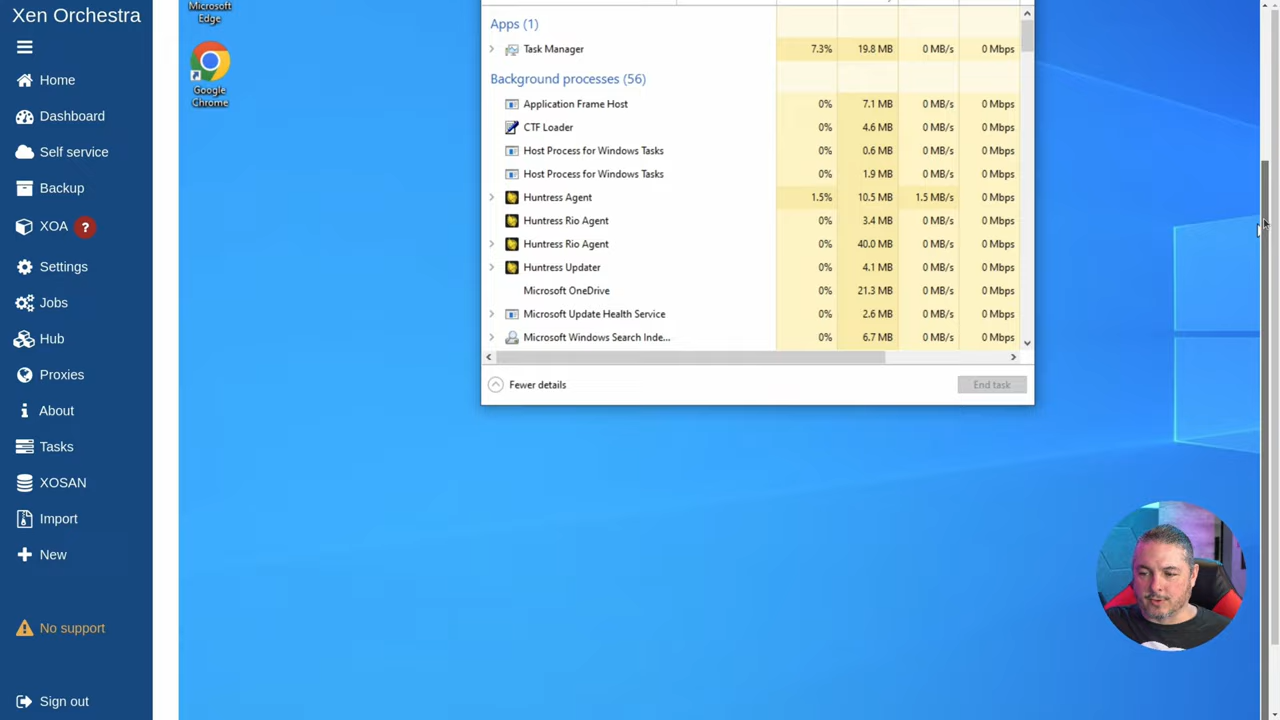 Xen Orchestra
Home
Dashboard
Self service
Backup
XOA ?
Settings
Jobs
Hub
Proxies
About
Tasks
XOSAN
Import
New
No support
Sign out
Microsoft
Edge
Google
Chrome
Apps (1)
Task Manager 7.3% 19.8 MB 0 MB/s 0 Mbps
Background processes (56)
Application Frame Host 0% 7.1 MB 0 MB/s 0 Mbps
CTF Loader 0% 4.6 MB 0 MB/s 0 Mbps
Host Process for Windows Tasks 0% 0.6 MB 0 MB/s 0 Mbps
Host Process for Windows Tasks 0% 1.9 MB 0 MB/s 0 Mbps
Huntress Agent 1.5% 10.5 MB 1.5 MB/s 0 Mbps
Huntress Rio Agent 0% 3.4 MB 0 MB/s 0 Mbps
Huntress Rio Agent 0% 40.0 MB 0 MB/s 0 Mbps
Huntress Updater 0% 4.1 MB 0 MB/s 0 Mbps
Microsoft OneDrive 0% 21.3 MB 0 MB/s 0 Mbps
Microsoft Update Health Service 0% 2.6 MB 0 MB/s 0 Mbps
Microsoft Windows Search Inde... 0% 6.7 MB 0 MB/s 0 Mbps
Fewer details
End task